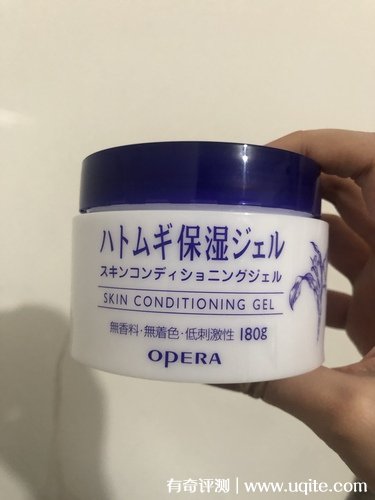 ハトムギ保湿ジェル
スキンコンディショニングジェル
SKIN CONDITIONING GEL
無香料・無着色・低刺激性 180g
OPERA
有奇评测 | www.uqite.com